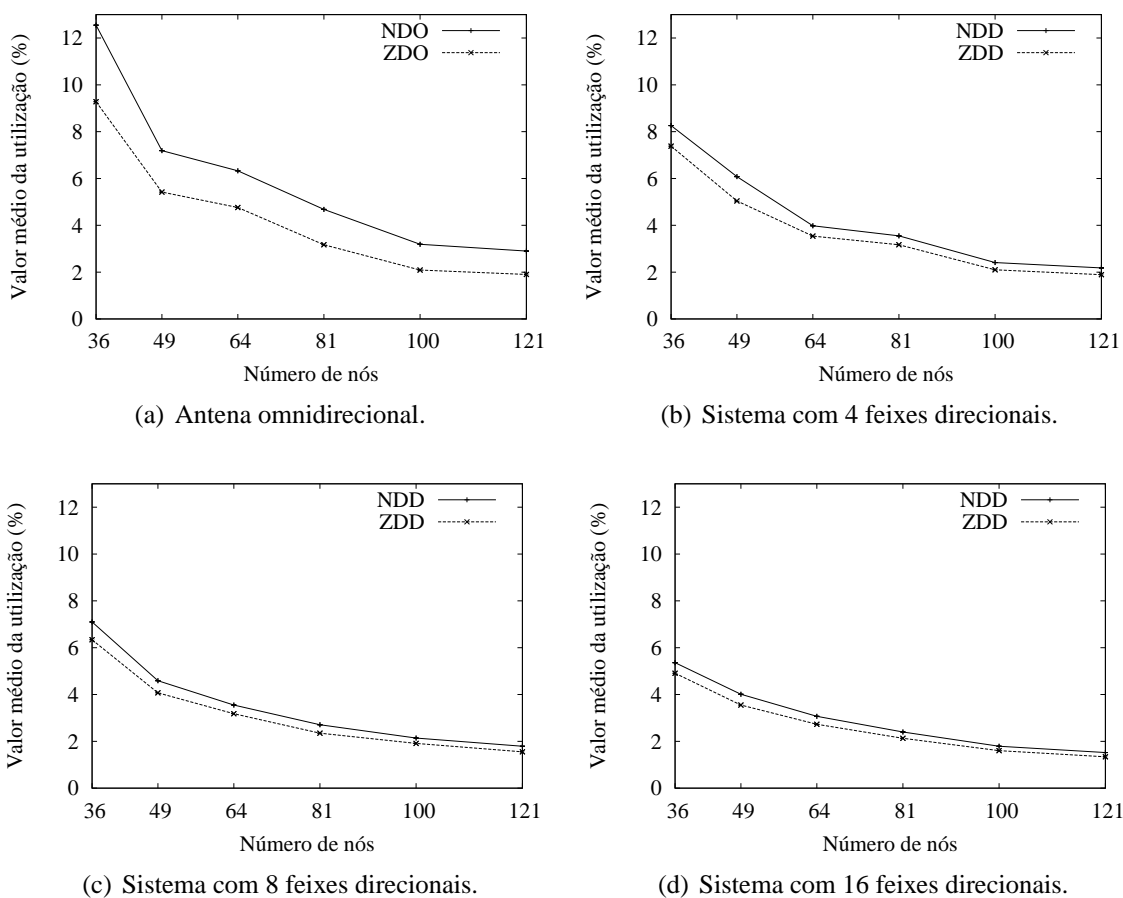 Valor médio da utilização (%)
12
10
8
6
4
2
0
36 49 64 81 100 121
Número de nós
NDO
ZDO
(a) Antena omnidirecional.
Valor médio da utilização (%)
12
10
8
6
4
2
0
36 49 64 81 100 121
Número de nós
NDD
ZDD
(b) Sistema com 4 feixes direcionais.
Valor médio da utilização (%)
12
10
8
6
4
2
0
36 49 64 81 100 121
Número de nós
NDD
ZDD
(c) Sistema com 8 feixes direcionais.
Valor médio da utilização (%)
12
10
8
6
4
2
0
36 49 64 81 100 121
Número de nós
NDD
ZDD
(d) Sistema com 16 feixes direcionais.